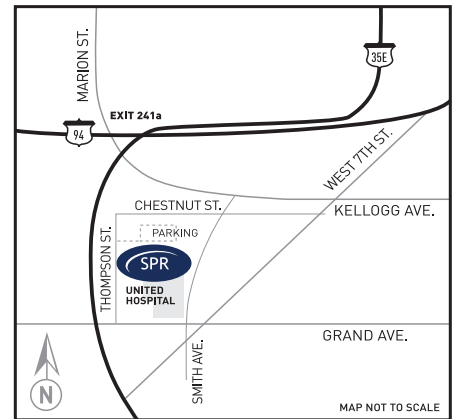 MARION ST.
35E
EXIT 241a
94
WEST 7TH ST.
CHESTNUT ST.
KELLOGG AVE.
THOMPSON ST.
PARKING
SPR
UNITED
HOSPITAL
GRAND AVE.
SMITH AVE.
N
MAP NOT TO SCALE